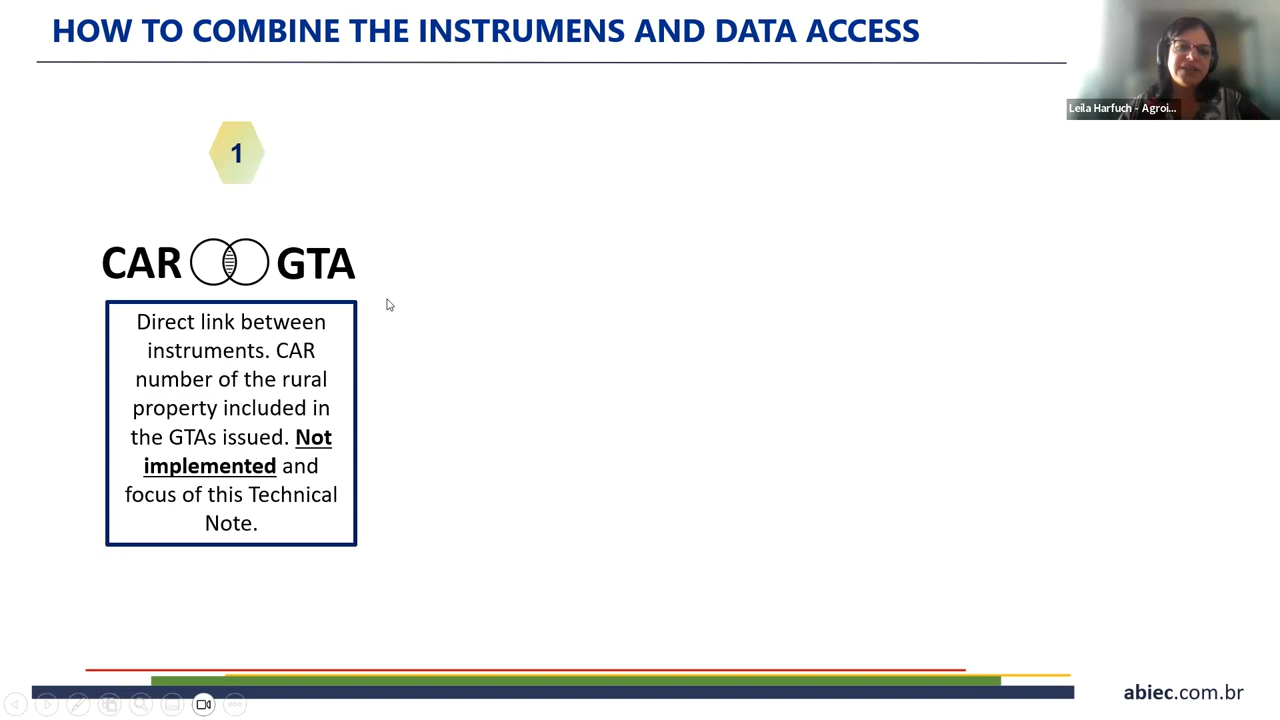 HOW TO COMBINE THE INSTRUMENS AND DATA ACCESS
Leila Harfuch - Agroi...
1
CAR GTA
Direct link between
instruments. CAR
number of the rural
property included in
the GTAs issued. Not
implemented and
focus of this Technical
Note.
abiec.com.br